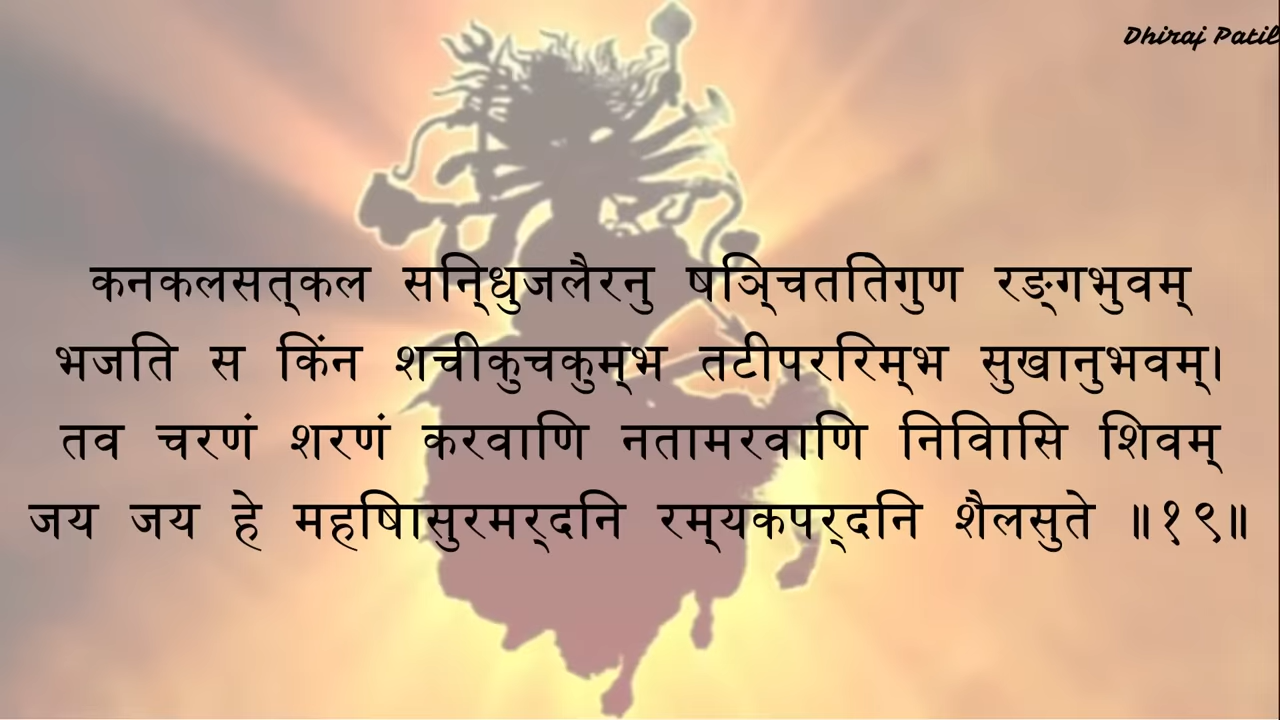 Dhiraj Patil
कनकलसत्‌कल सनि्‌धुजलैरनु षञि्‌चततिगुण रङ्‌गभुवम्
भजति स किंन शचीकुचकुम्‌भ तटीपररिम्‌भ सुखानुभवम्।
तव चरणं शरणं करवाणि नतामरवाणि निविासि शिवम्
जय जय हे महषिासुरमर्‌दनि रम्‌यकपर्‌दनि शैलसुते ॥१९॥